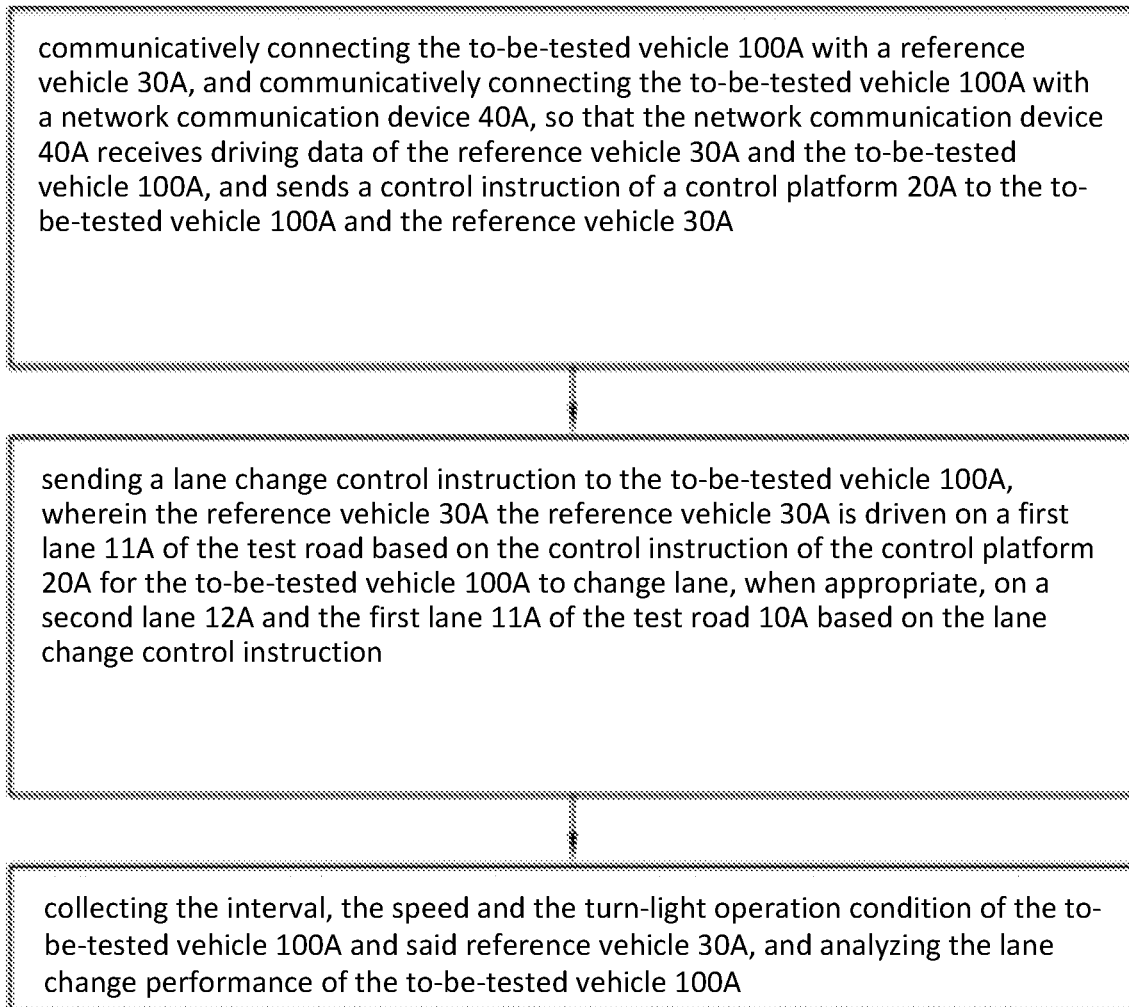 communicatively connecting the to-be-tested vehicle 100A with a reference
vehicle 30A, and communicatively connecting the to-be-tested vehicle 100A with
a network communication device 40A, so that the network communication device
40A receives driving data of the reference vehicle 30A and the to-be-tested
vehicle 100A, and sends a control instruction of a control platform 20A to the to-
be-tested vehicle 100A and the reference vehicle 30A
sending a lane change control instruction to the to-be-tested vehicle 100A,
wherein the reference vehicle 30A the reference vehicle 30A is driven on a first
lane 11A of the test road based on the control instruction of the control platform
20A for the to-be-tested vehicle 100A to change lane, when appropriate, on a
second lane 12A and the first lane 11A of the test road 10A based on the lane
change control instruction
collecting the interval, the speed and the turn-light operation condition of the to-
be-tested vehicle 100A and said reference vehicle 30A, and analyzing the lane
change performance of the to-be-tested vehicle 100A